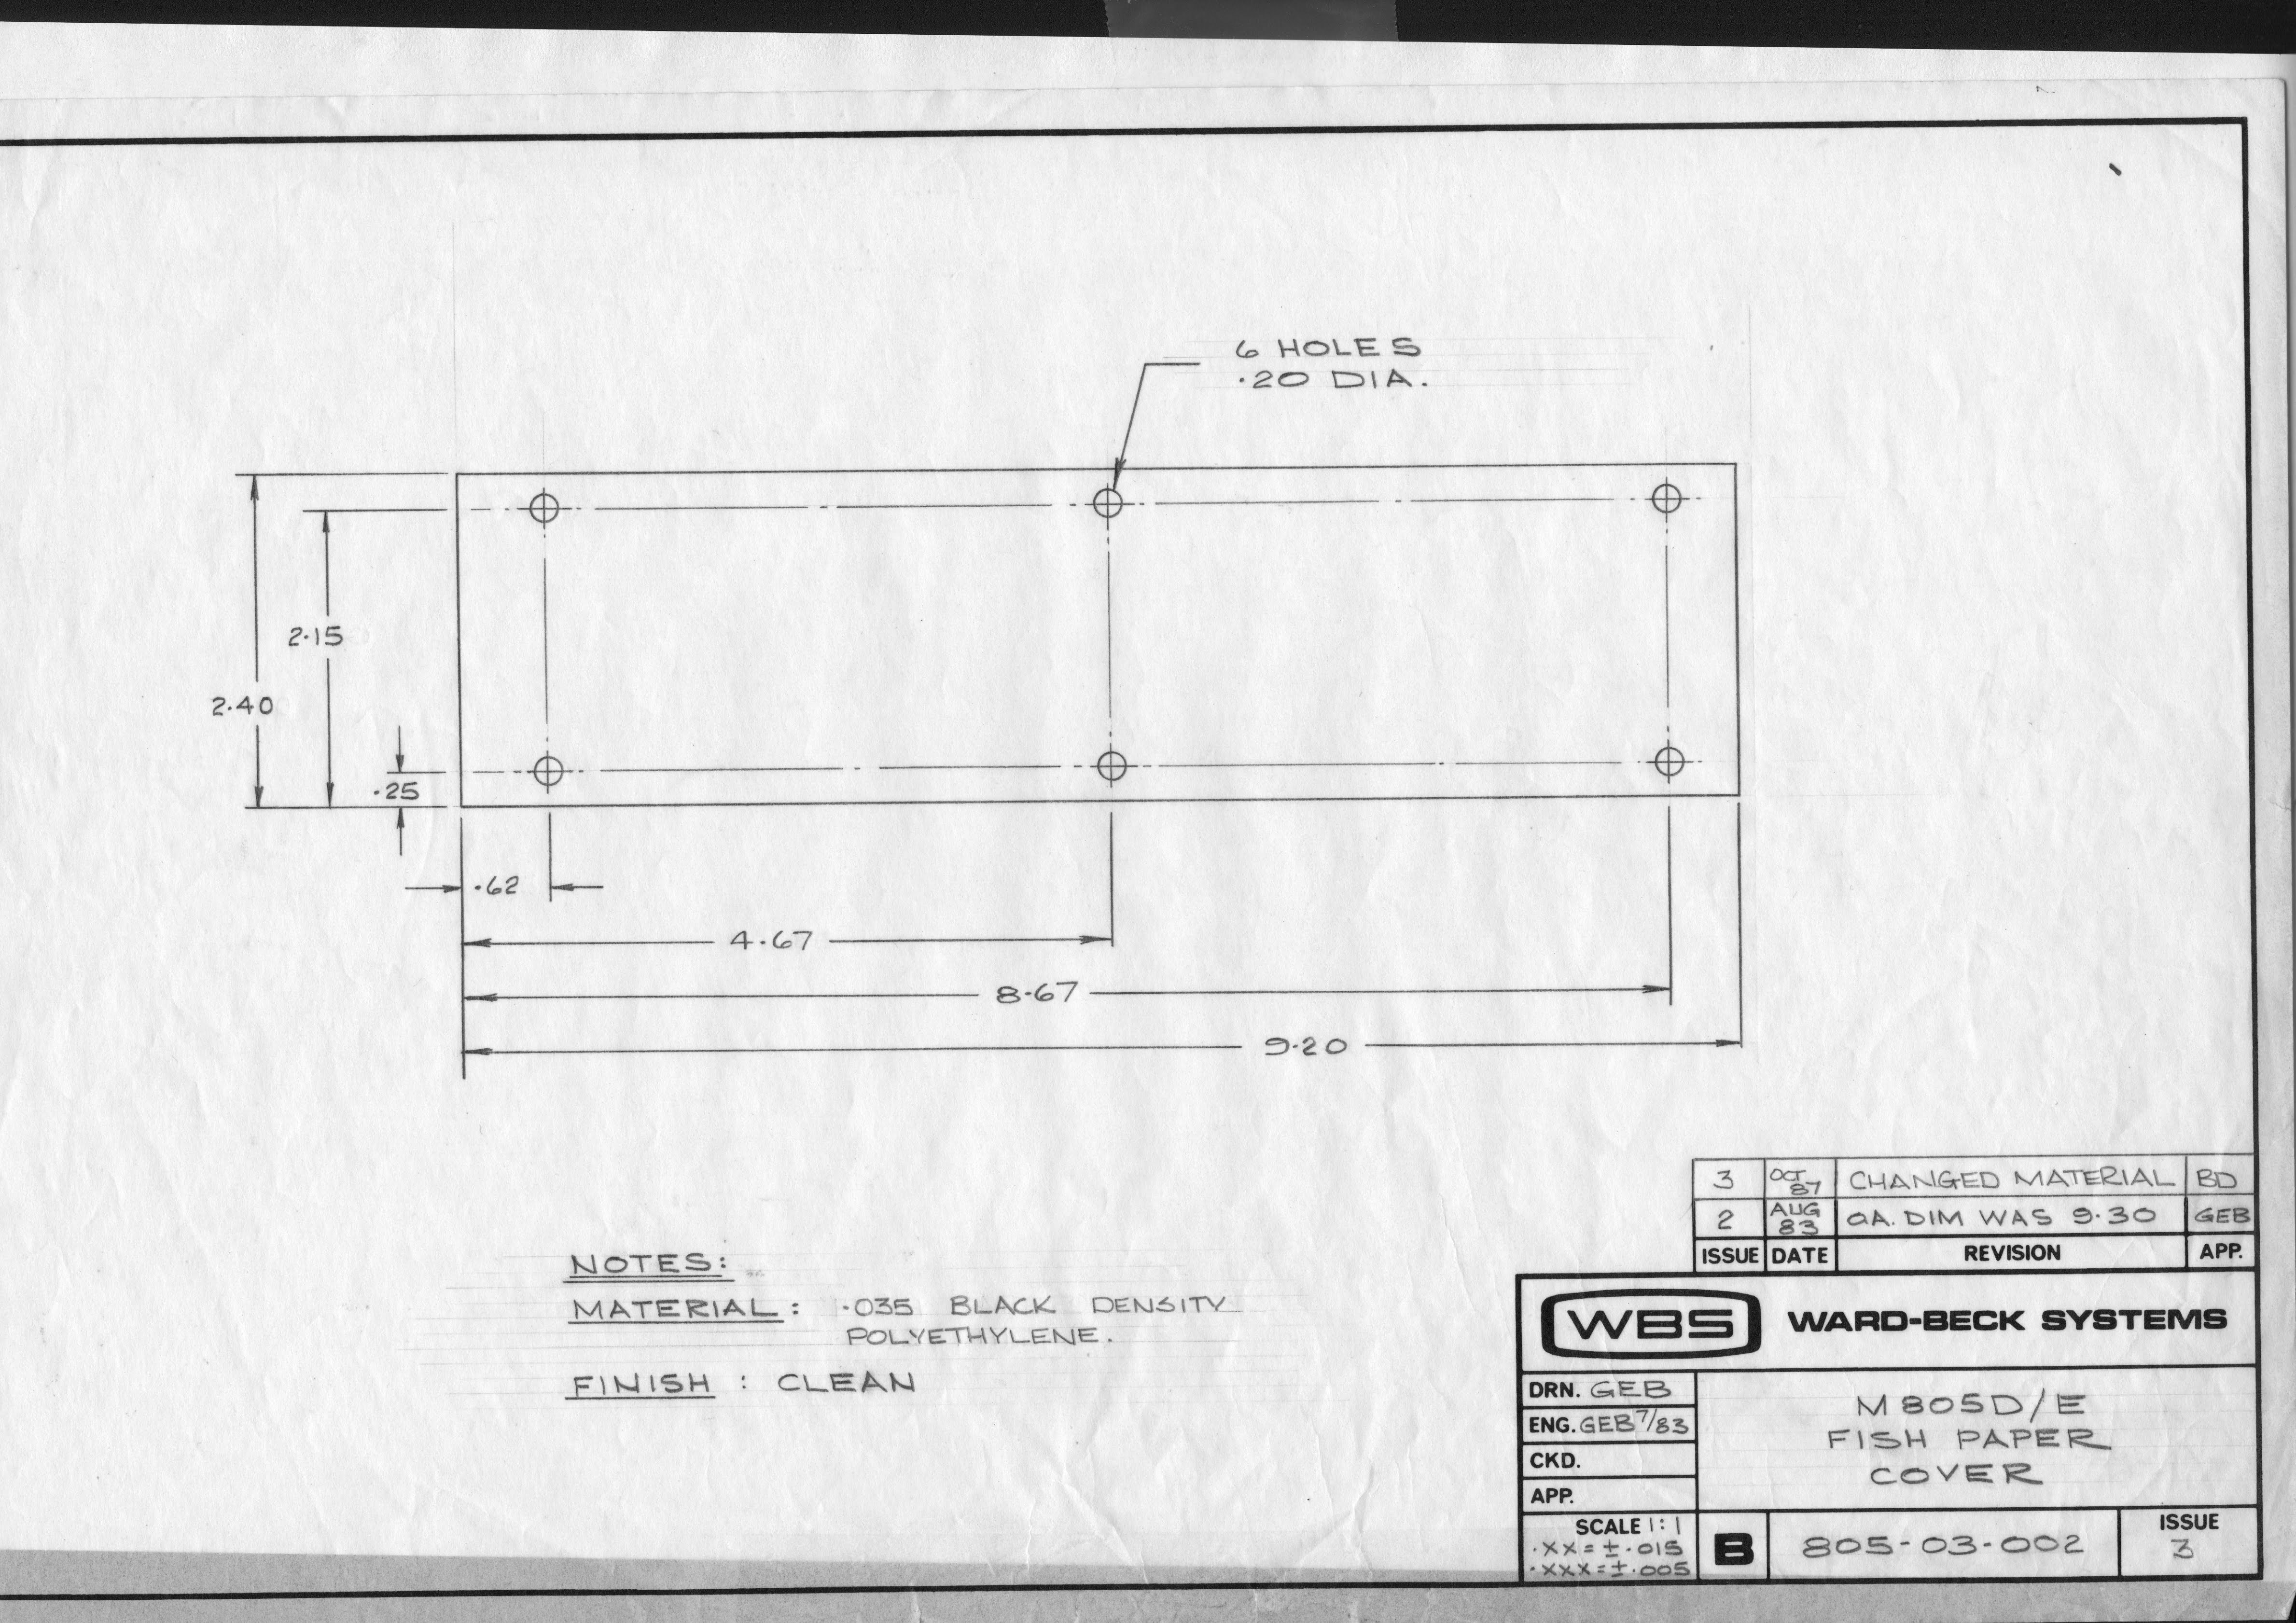 6 HOLES
.20 DIA.
2.15
2.40
.25
.62
4.67
8.67
9.20
NOTES:
MATERIAL: .035 BLACK DENSITY
POLYETHYLENE.
FINISH : CLEAN
3 OCT 87 CHANGED MATERIAL BD
2 AUG 83 OA. DIM WAS 9.30 GEB
ISSUE DATE REVISION APP.
WBS WARD-BECK SYSTEMS
DRN. GEB
ENG. GEB 7/83
CKD.
APP.
M805D/E
FISH PAPER
COVER
SCALE 1:1
.XX = ±.015
.XXX = ±.005
B
805-03-002
ISSUE
3